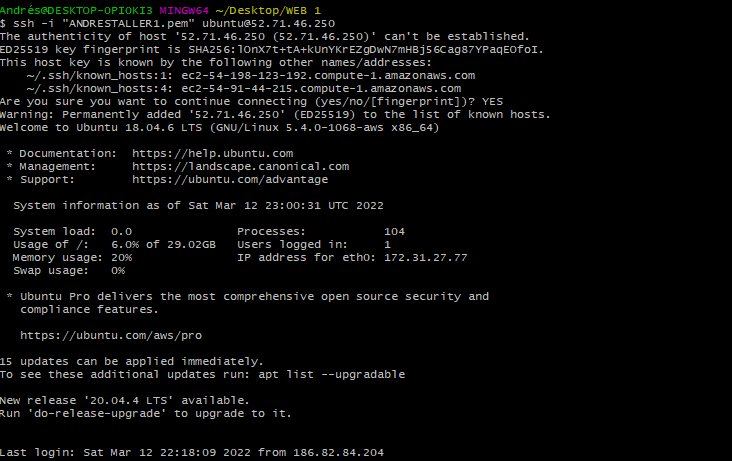 Andrés@DESKTOP-OPIOKI3 MINGW64 ~/Desktop/WEB 1
$ ssh -i "ANDRESTALLER1.pem" ubuntu@52.71.46.250
The authenticity of host '52.71.46.250 (52.71.46.250)' can't be established.
ED25519 key fingerprint is SHA256:lOnX7t+tA+kUnYKrEZgDwN7mHBj56Cag87YPaqEOfoI.
This host key is known by the following other names/addresses:
    ~/.ssh/known_hosts:1: ec2-54-198-123-192.compute-1.amazonaws.com
    ~/.ssh/known_hosts:4: ec2-54-91-44-215.compute-1.amazonaws.com
Are you sure you want to continue connecting (yes/no/[fingerprint])? YES
Warning: Permanently added '52.71.46.250' (ED25519) to the list of known hosts.
Welcome to Ubuntu 18.04.6 LTS (GNU/Linux 5.4.0-1068-aws x86_64)

 * Documentation:  https://help.ubuntu.com
 * Management:     https://landscape.canonical.com
 * Support:        https://ubuntu.com/advantage

  System information as of Sat Mar 12 23:00:31 UTC 2022

  System load:  0.0               Processes:           104
  Usage of /:   6.0% of 29.02GB   Users logged in:     1
  Memory usage: 20%               IP address for eth0: 172.31.27.77
  Swap usage:   0%

 * Ubuntu Pro delivers the most comprehensive open source security and
   compliance features.

   https://ubuntu.com/aws/pro

15 updates can be applied immediately.
To see these additional updates run: apt list --upgradable

New release '20.04.4 LTS' available.
Run 'do-release-upgrade' to upgrade to it.

Last login: Sat Mar 12 22:18:09 2022 from 186.82.84.204